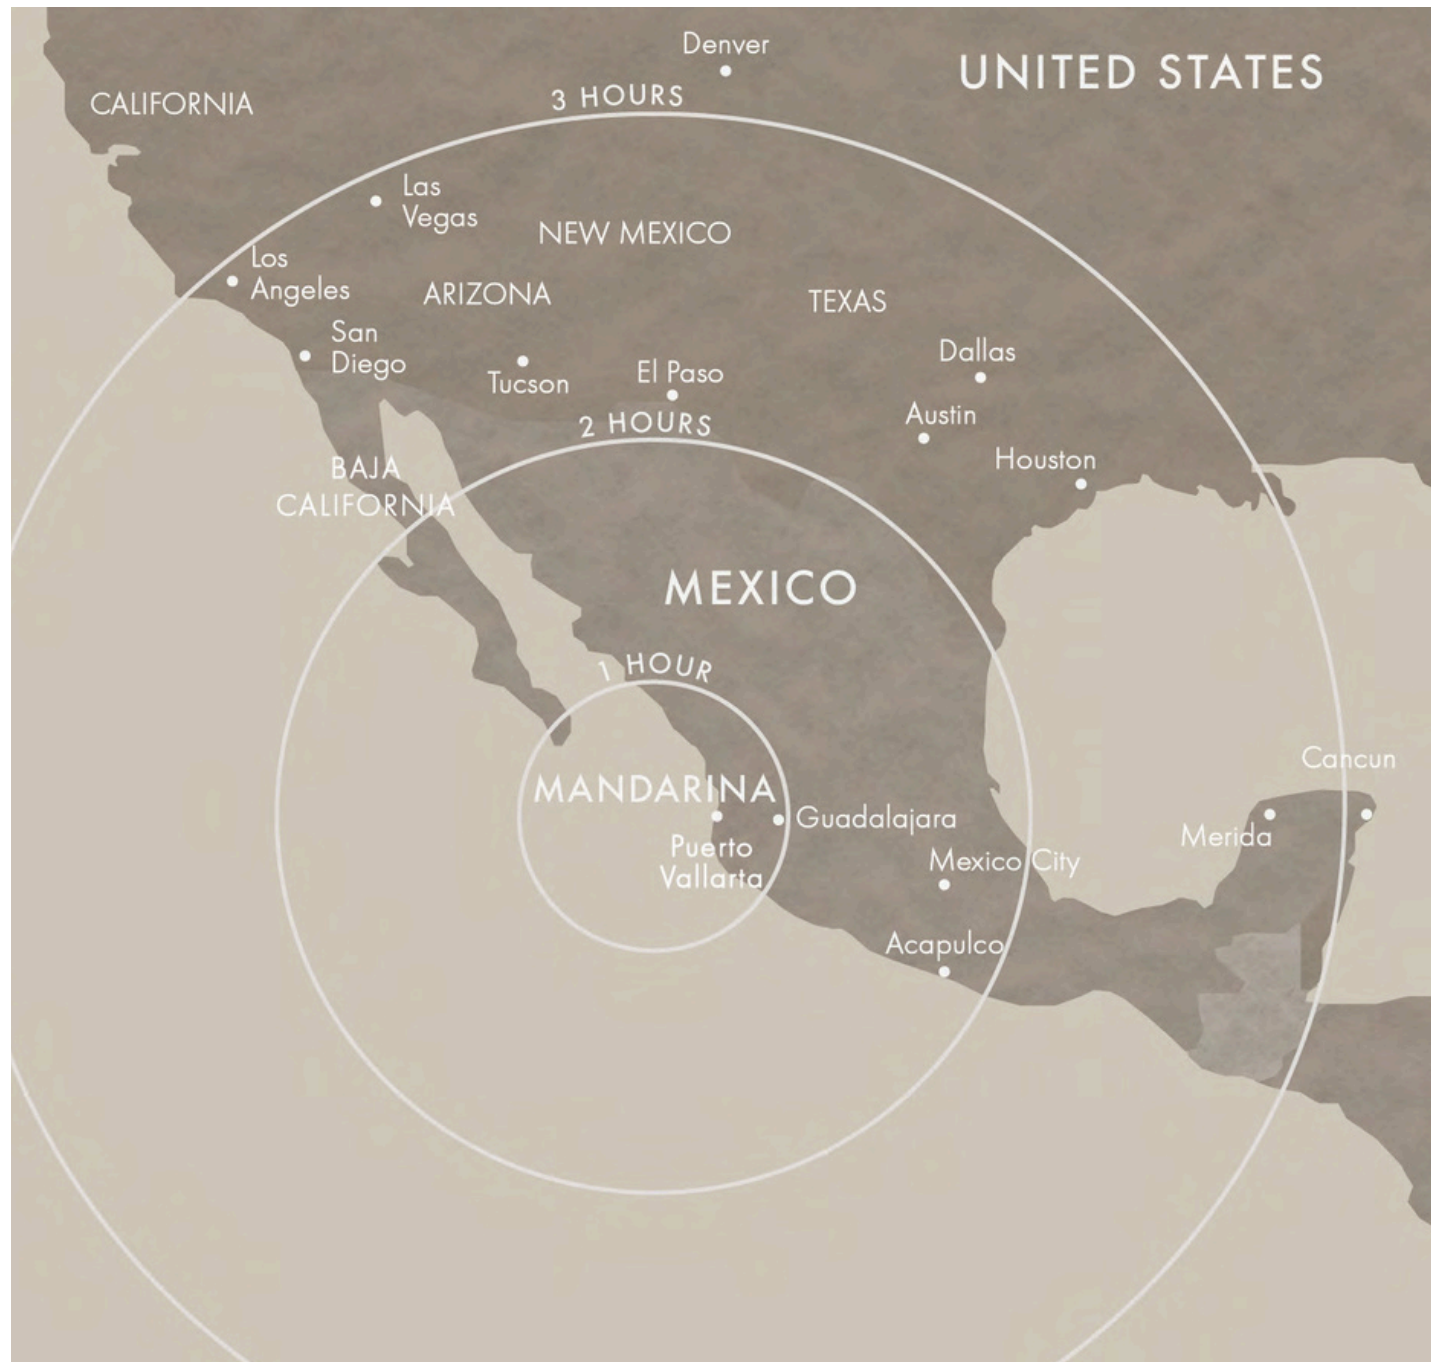 Denver
UNITED STATES
3 HOURS
CALIFORNIA
Las
Vegas
NEW MEXICO
Los
Angeles
ARIZONA
TEXAS
San
Diego
Dallas
Tucson
El Paso
Austin
2 HOURS
Houston
BAJA
CALIFORNIA
MEXICO
1 HOUR
Cancun
MANDARINA
Guadalajara
Merida
Puerto
Vallarta
Mexico City
Acapulco